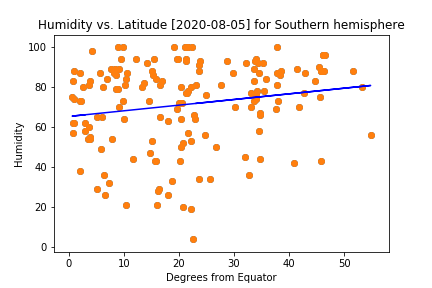 Humidity vs. Latitude [2020-08-05] for Southern hemisphere
100
80
60
40
20
0
Humidity
0 10 20 30 40 50
Degrees from Equator